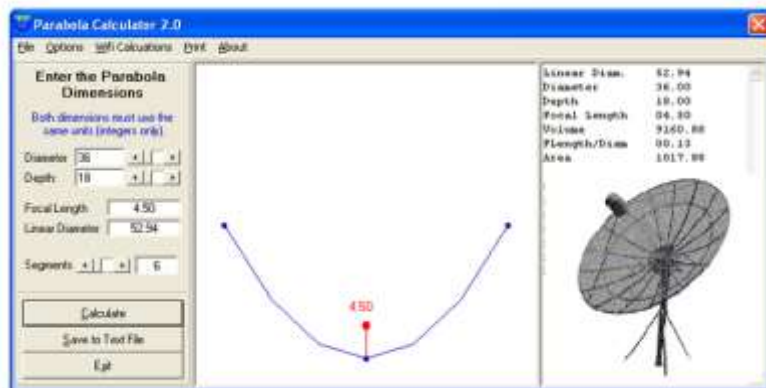 Parabola Calculator 2.0
File Options Wifi Calcuations Print About
Enter the Parabola
Dimensions
Both dimensions must use the
same units (integers only)
Diameter 36
Depth 18
Focal Length 4.50
Linear Diameter 52.94
Segments 6
Calculate
Save to Text File
Exit
4.50
Linear Diam. 52.94
Diameter 36.00
Depth 18.00
Focal Length 04.50
Volume 9160.88
Flength/Diam 00.13
Area 1017.88